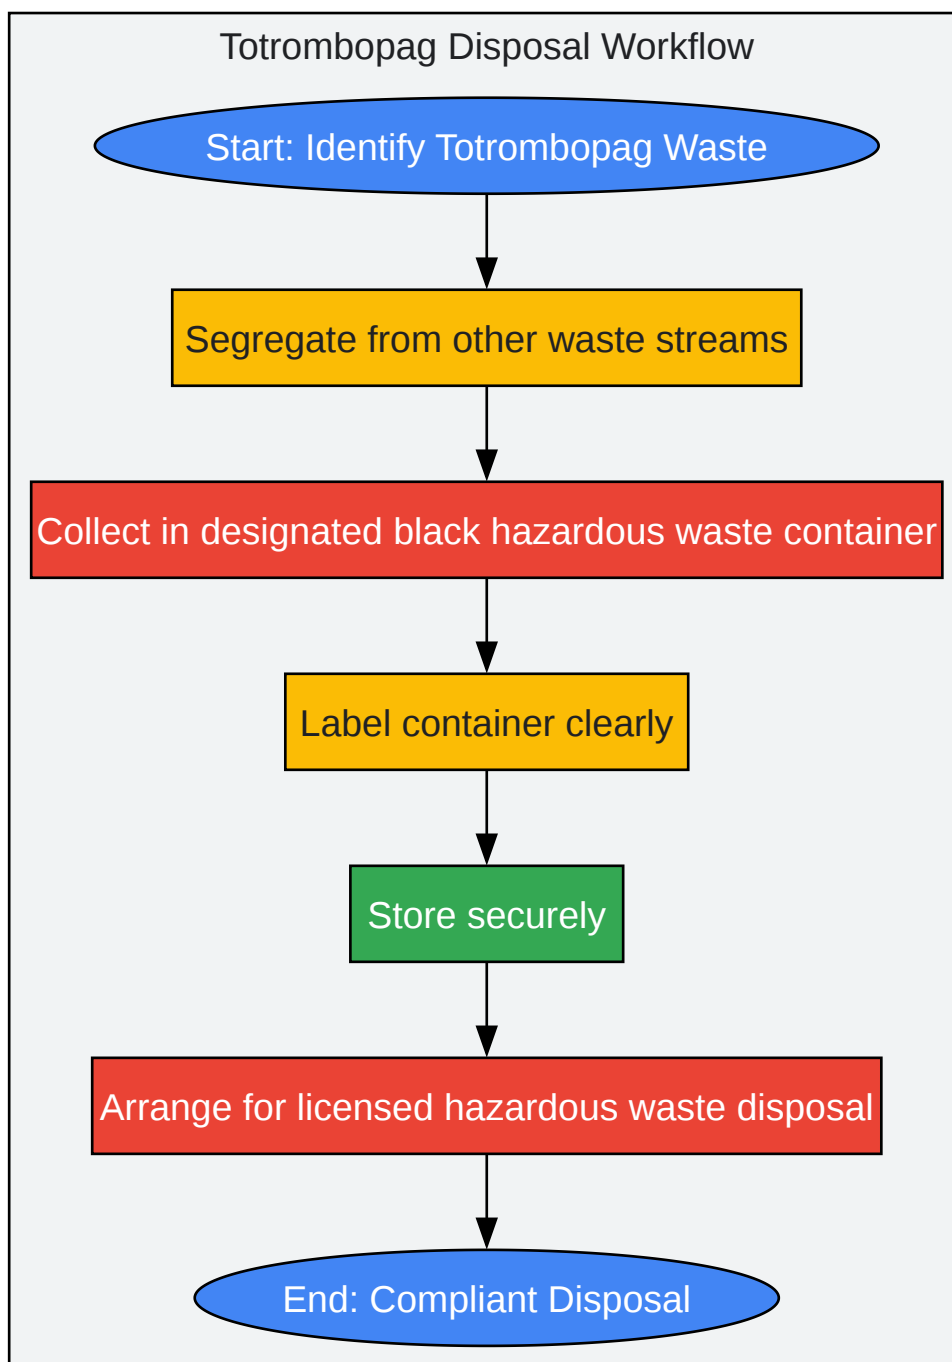 Totrombopag Disposal Workflow
Start: Identify Totrombopag Waste
Segregate from other waste streams
Collect in designated black hazardous waste container
Label container clearly
Store securely
Arrange for licensed hazardous waste disposal
End: Compliant Disposal